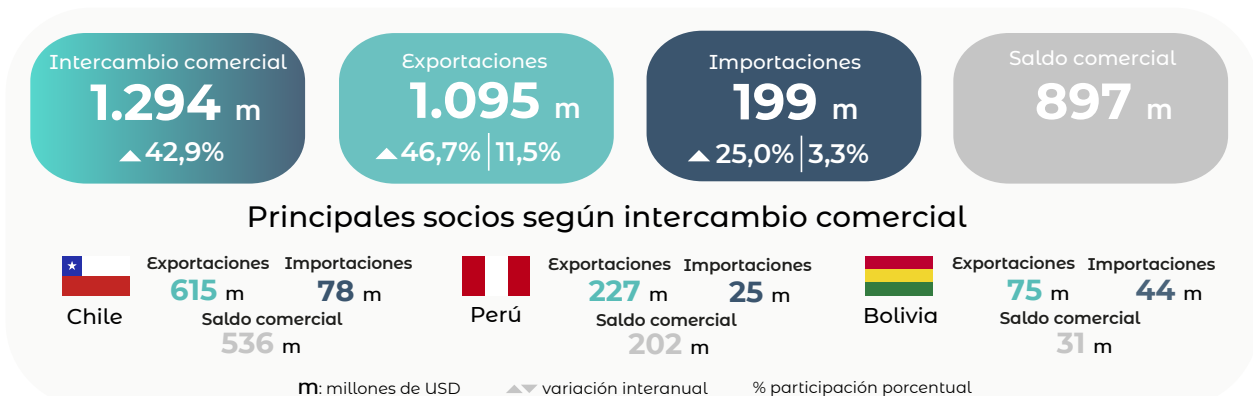 Intercambio comercial
1.294 m
▲ 42,9%
Exportaciones
1.095 m
▲ 46,7% | 11,5%
Importaciones
199 m
▲ 25,0% | 3,3%
Saldo comercial
897 m
Principales socios según intercambio comercial
Chile
Exportaciones
615 m
Importaciones
78 m
Saldo comercial
536 m
Perú
Exportaciones
227 m
Importaciones
25 m
Saldo comercial
202 m
Bolivia
Exportaciones
75 m
Importaciones
44 m
Saldo comercial
31 m
m: millones de USD
▲▼ variación interanual
% participación porcentual